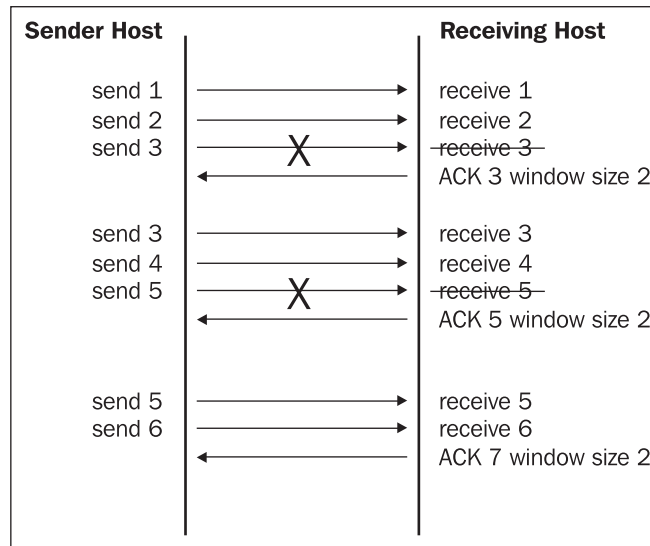 Sender Host Receiving Host
send 1 receive 1
send 2 receive 2
send 3 X receive 3
ACK 3 window size 2
send 3 receive 3
send 4 receive 4
send 5 X receive 5
ACK 5 window size 2
send 5 receive 5
send 6 receive 6
ACK 7 window size 2